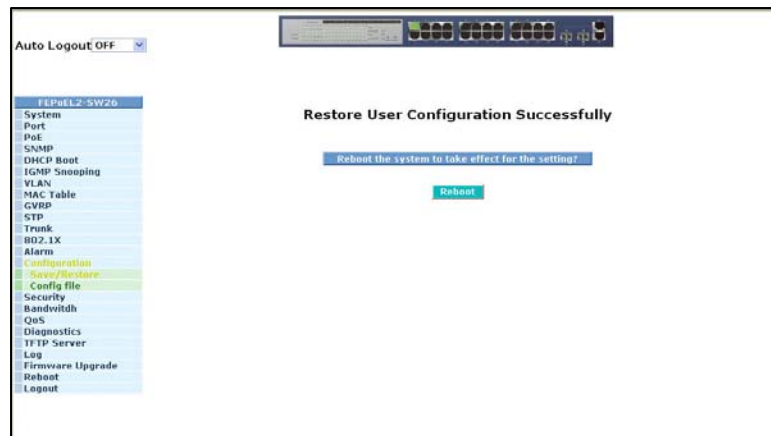 Auto Logout OFF
FEPoEL2-SW26
System
Port
PoE
SNMP
DHCP Boot
IGMP Snooping
VLAN
MAC Table
GVRP
STP
Trunk
802.1X
Alarm
Configuration
Save/Restore
Config file
Security
Bandwitdh
QoS
Diagnostics
TFTP Server
Log
Firmware Upgrade
Reboot
Logout
Restore User Configuration Successfully
Reboot the system to take effect for the setting?
Reboot